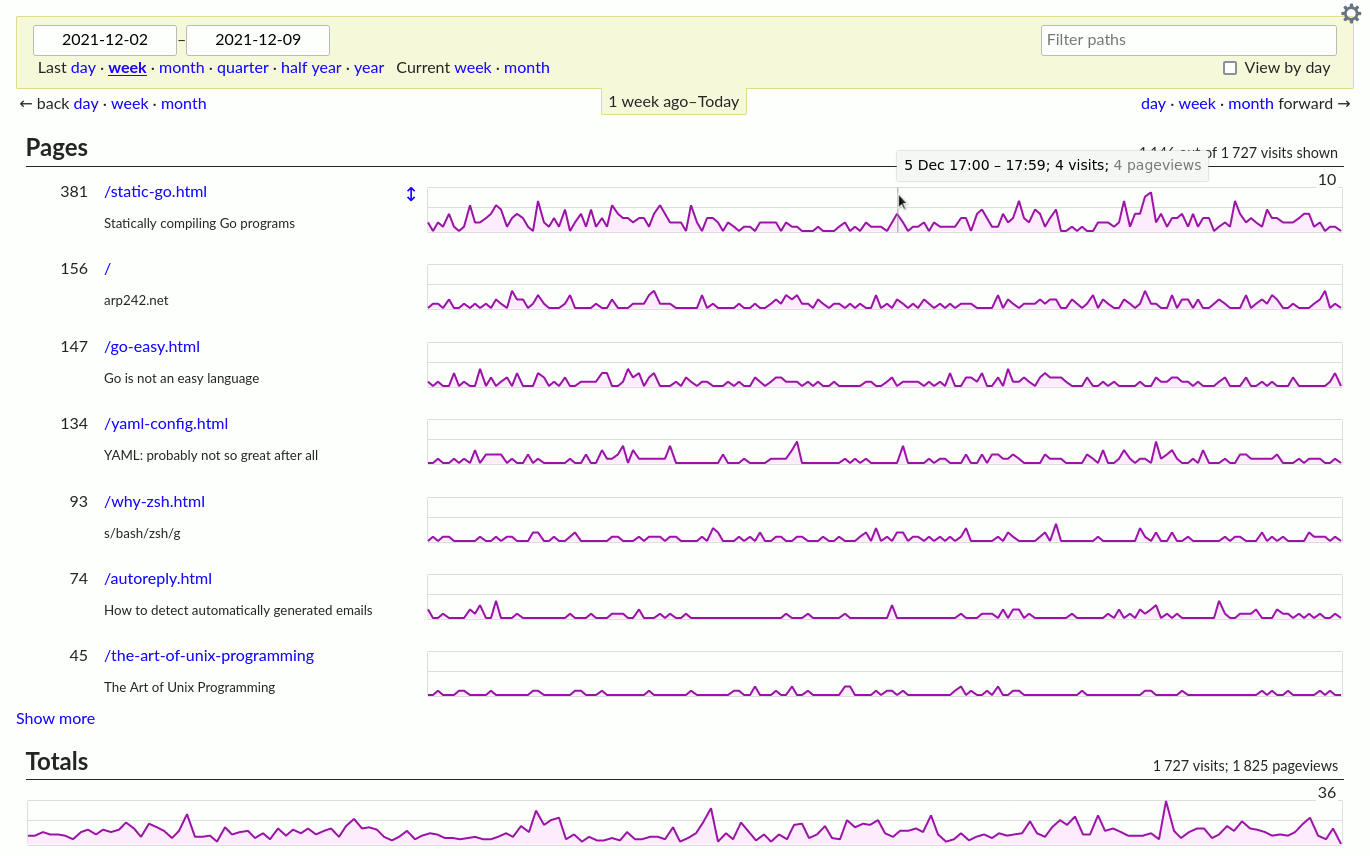 2021-12-02 – 2021-12-09 Filter paths
Last day · week · month · quarter · half year · year Current week · month View by day
← back day · week · month 1 week ago–Today day · week · month forward →
Pages of 1 727 visits shown
5 Dec 17:00 – 17:59; 4 visits; 4 pageviews
10
381 /static-go.html ↕
Statically compiling Go programs
156 /
arp242.net
147 /go-easy.html
Go is not an easy language
134 /yaml-config.html
YAML: probably not so great after all
93 /why-zsh.html
s/bash/zsh/g
74 /autoreply.html
How to detect automatically generated emails
45 /the-art-of-unix-programming
The Art of Unix Programming
Show more
Totals 1 727 visits; 1 825 pageviews
36